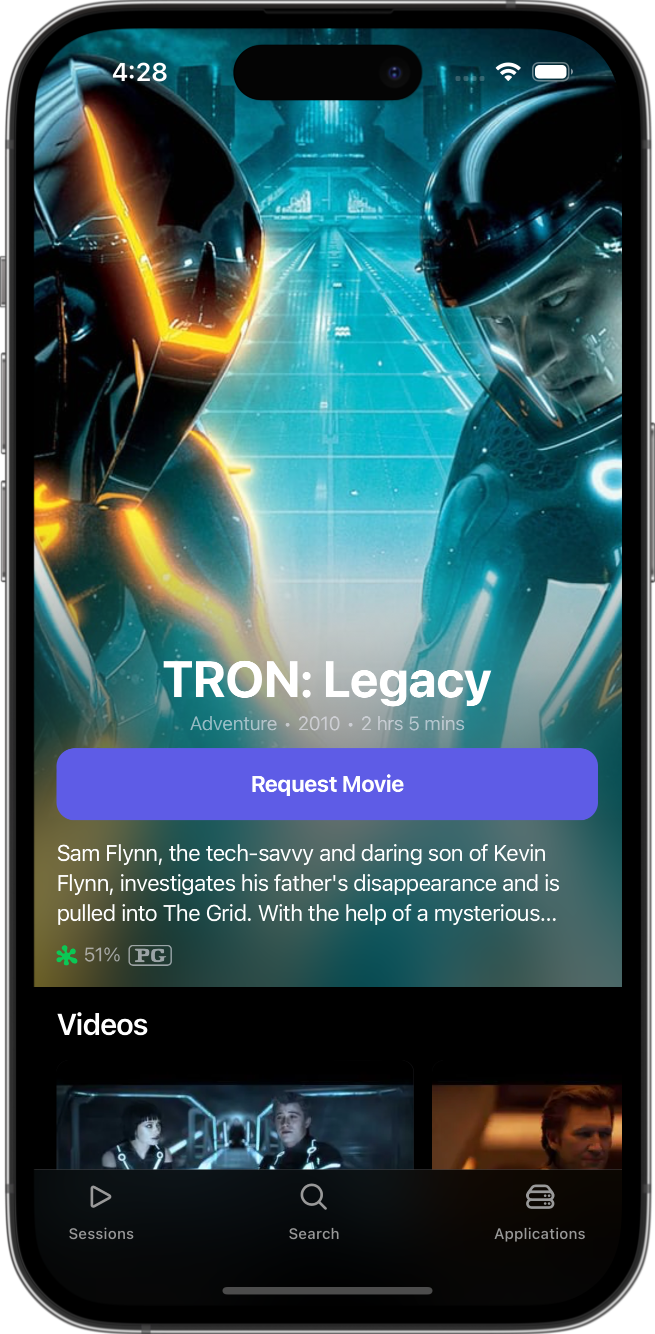 4:28
TRON: Legacy
Adventure • 2010 • 2 hrs 5 mins
Request Movie
Sam Flynn, the tech-savvy and daring son of Kevin
Flynn, investigates his father's disappearance and is
pulled into The Grid. With the help of a mysterious...
51% PG
Videos
Sessions Search Applications